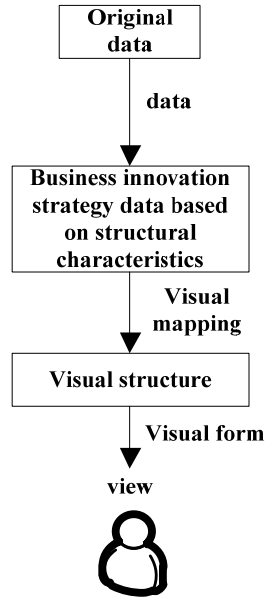 Original
data
data
Business innovation
strategy data based
on structural
characteristics
Visual
mapping
Visual structure
Visual form
view